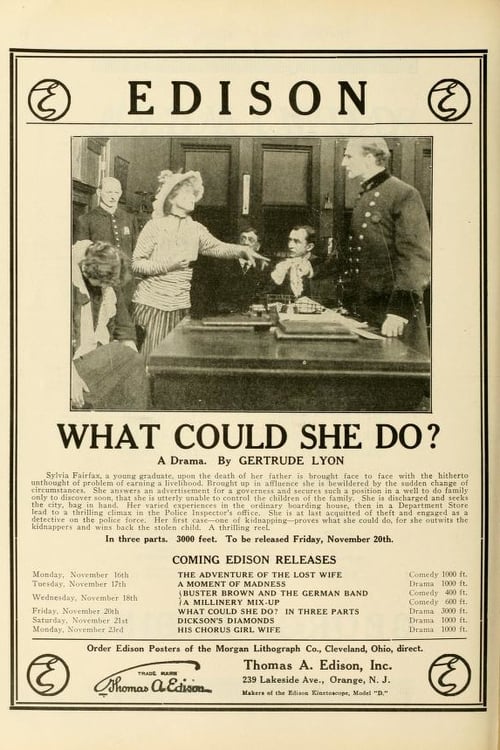 EDISON
WHAT COULD SHE DO?
A Drama. By GERTRUDE LYON
Sylvia Fairfax, a young graduate, upon the death of her father is brought face to face with the hitherto
unthought of problem of earning a livelihood. Brought up in affluence she is bewildered by the sudden change of
circumstances. She answers an advertisement for a governess and secures such a position in a well to do family
only to discover soon, that she is utterly unable to control the children of the family. She is discharged and seeks
the city, bag in hand. Her varied experiences in the ordinary boarding house, then in a Department Store
lead to a thrilling climax in the Police Inspector's office. She is at last acquitted of theft and engaged as a
detective on the police force. Her first case—one of kidnapping—proves what she could do, for she outwits the
kidnappers and wins back the stolen child. A thrilling reel.
In three parts. 3000 feet. To be released Friday, November 20th.
COMING EDISON RELEASES
Monday, November 16th THE ADVENTURE OF THE LOST WIFE Comedy 1000 ft.
Tuesday, November 17th A MOMENT OF MADNESS Drama 1000 ft.
Wednesday, November 18th { BUSTER BROWN AND THE GERMAN BAND Comedy 400 ft.
A MILLINERY MIX-UP Comedy 600 ft.
Friday, November 20th WHAT COULD SHE DO? IN THREE PARTS Drama 3000 ft.
Saturday, November 21st DICKSON'S DIAMONDS Drama 1000 ft.
Monday, November 23rd HIS CHORUS GIRL WIFE Drama 1000 ft.
Order Edison Posters of the Morgan Lithograph Co., Cleveland, Ohio, direct.
TRADE MARK
Thomas A. Edison
Thomas A. Edison, Inc.
239 Lakeside Ave., Orange, N. J.
Makers of the Edison Kinetoscope, Model "D."